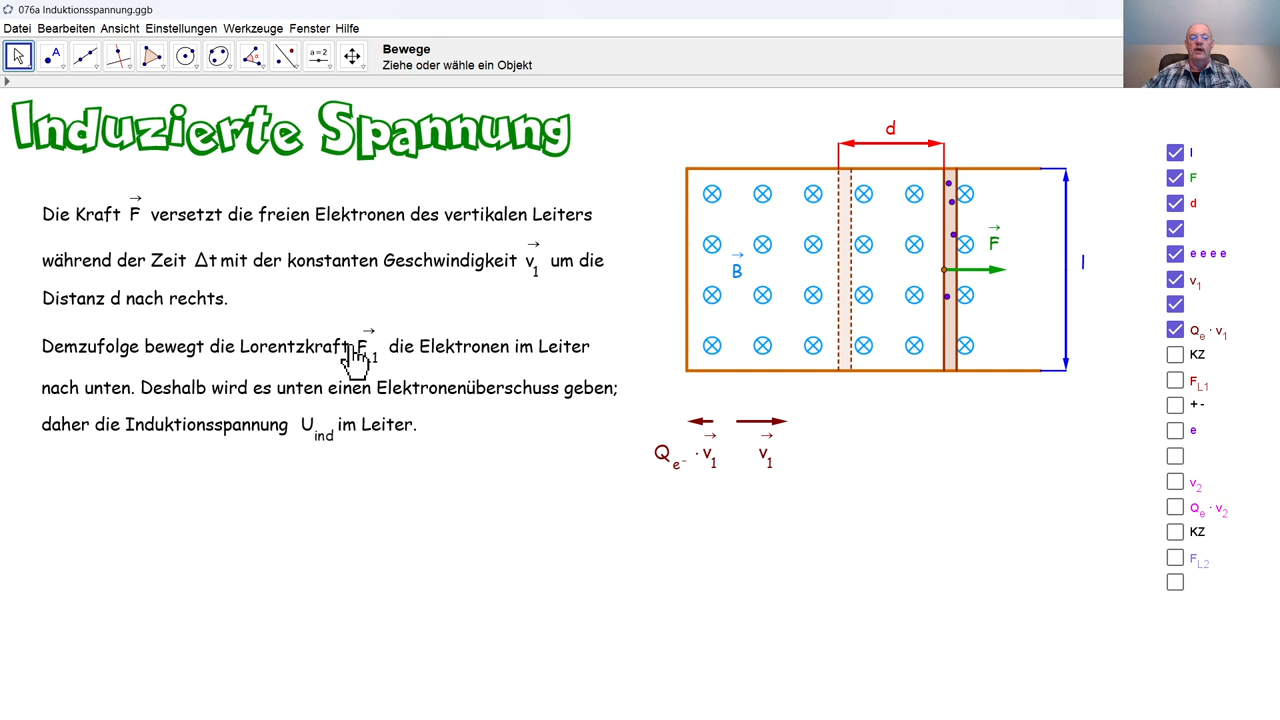 076a Induktionsspannung.ggb
Datei Bearbeiten Ansicht Einstellungen Werkzeuge Fenster Hilfe
A
a=2
Bewege
Ziehe oder wähle ein Objekt
Induzierte Spannung
Die Kraft F versetzt die freien Elektronen des vertikalen Leiters
während der Zeit Δt mit der konstanten Geschwindigkeit v1 um die
Distanz d nach rechts.
Demzufolge bewegt die Lorentzkraft FL1 die Elektronen im Leiter
nach unten. Deshalb wird es unten einen Elektronenüberschuss geben;
daher die Induktionsspannung Uind im Leiter.
d
B
F
l
Qe- · v1
v1
l
F
d
e e e e
v1
Qe · v1
KZ
FL1
+ -
e
v2
Qe · v2
KZ
FL2